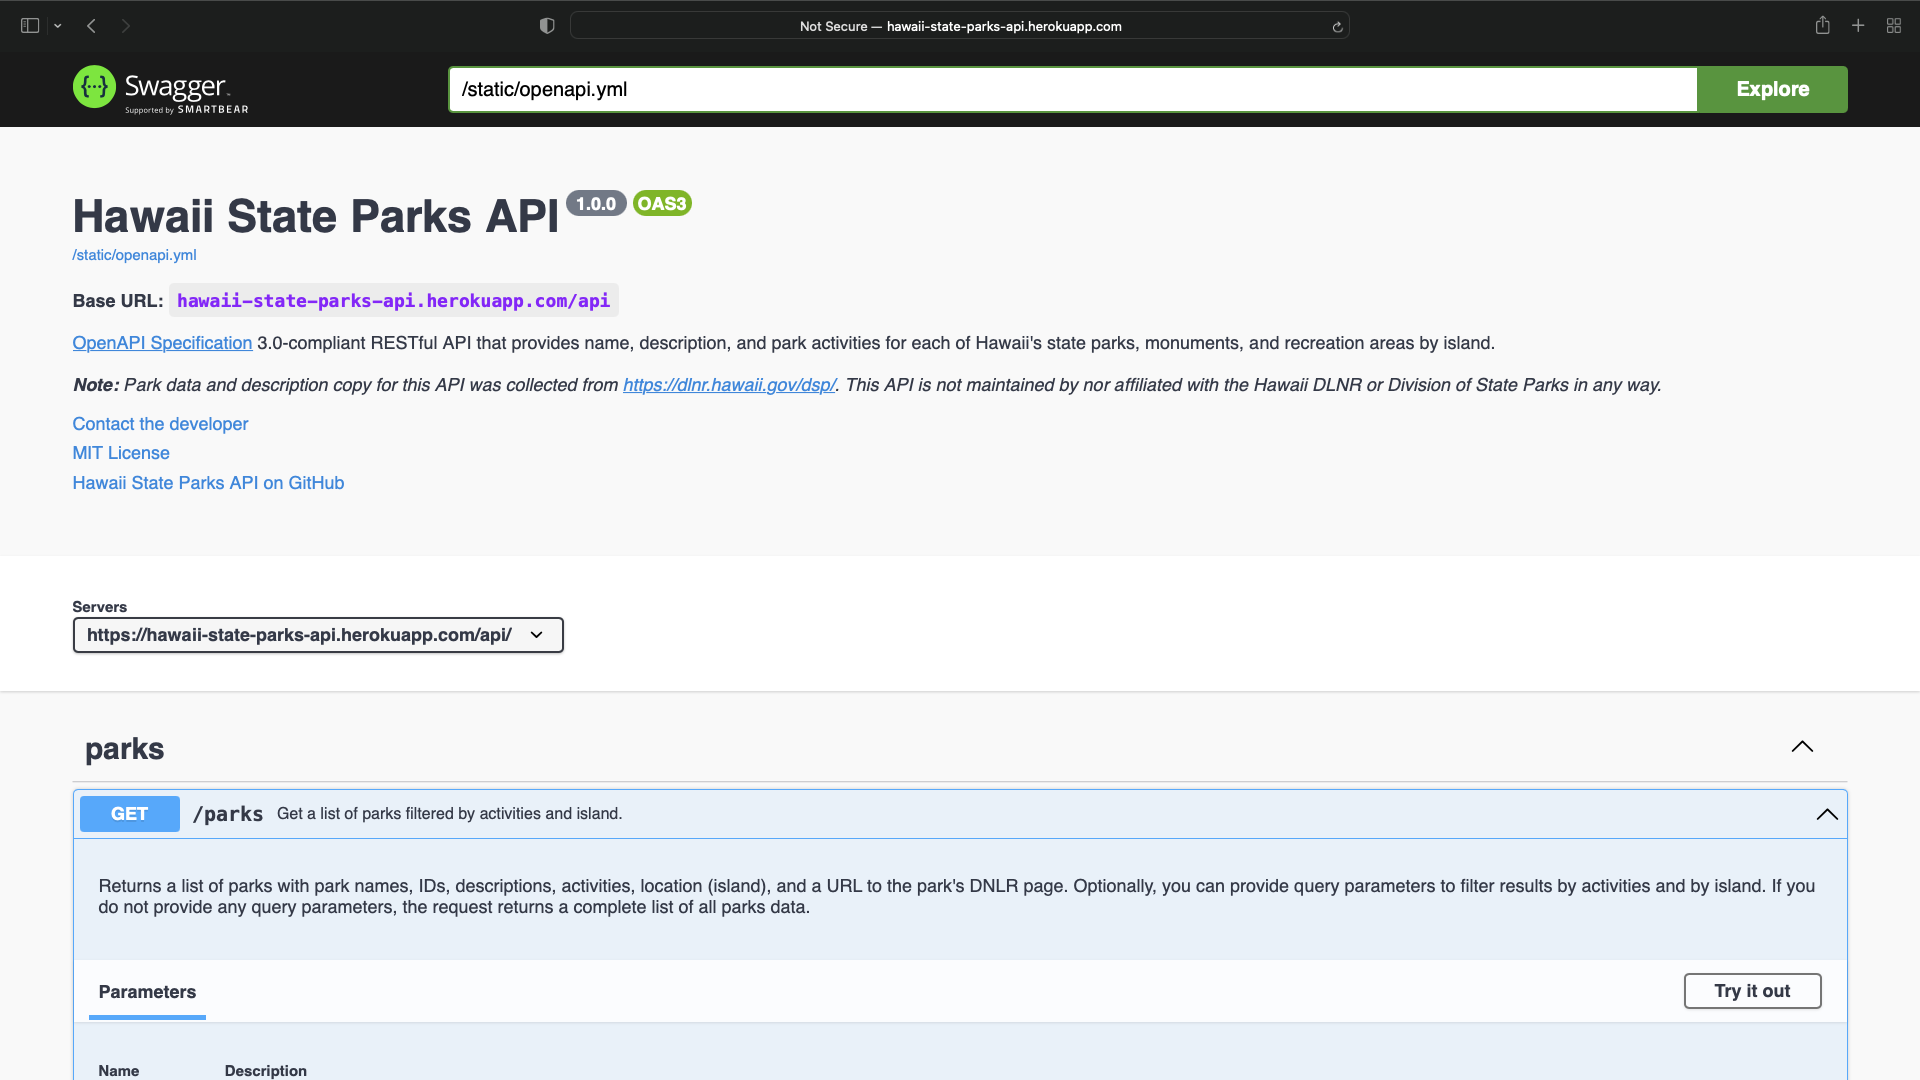 Not Secure — hawaii-state-parks-api.herokuapp.com
Swagger™
Supported by SMARTBEAR
/static/openapi.yml
Explore
Hawaii State Parks API 1.0.0 OAS3
/static/openapi.yml
Base URL: hawaii-state-parks-api.herokuapp.com/api
OpenAPI Specification 3.0-compliant RESTful API that provides name, description, and park activities for each of Hawaii's state parks, monuments, and recreation areas by island.
Note: Park data and description copy for this API was collected from https://dlnr.hawaii.gov/dsp/. This API is not maintained by nor affiliated with the Hawaii DLNR or Division of State Parks in any way.
Contact the developer
MIT License
Hawaii State Parks API on GitHub
Servers
https://hawaii-state-parks-api.herokuapp.com/api/
parks
GET /parks Get a list of parks filtered by activities and island.
Returns a list of parks with park names, IDs, descriptions, activities, location (island), and a URL to the park's DNLR page. Optionally, you can provide query parameters to filter results by activities and by island. If you
do not provide any query parameters, the request returns a complete list of all parks data.
Parameters
Try it out
Name Description